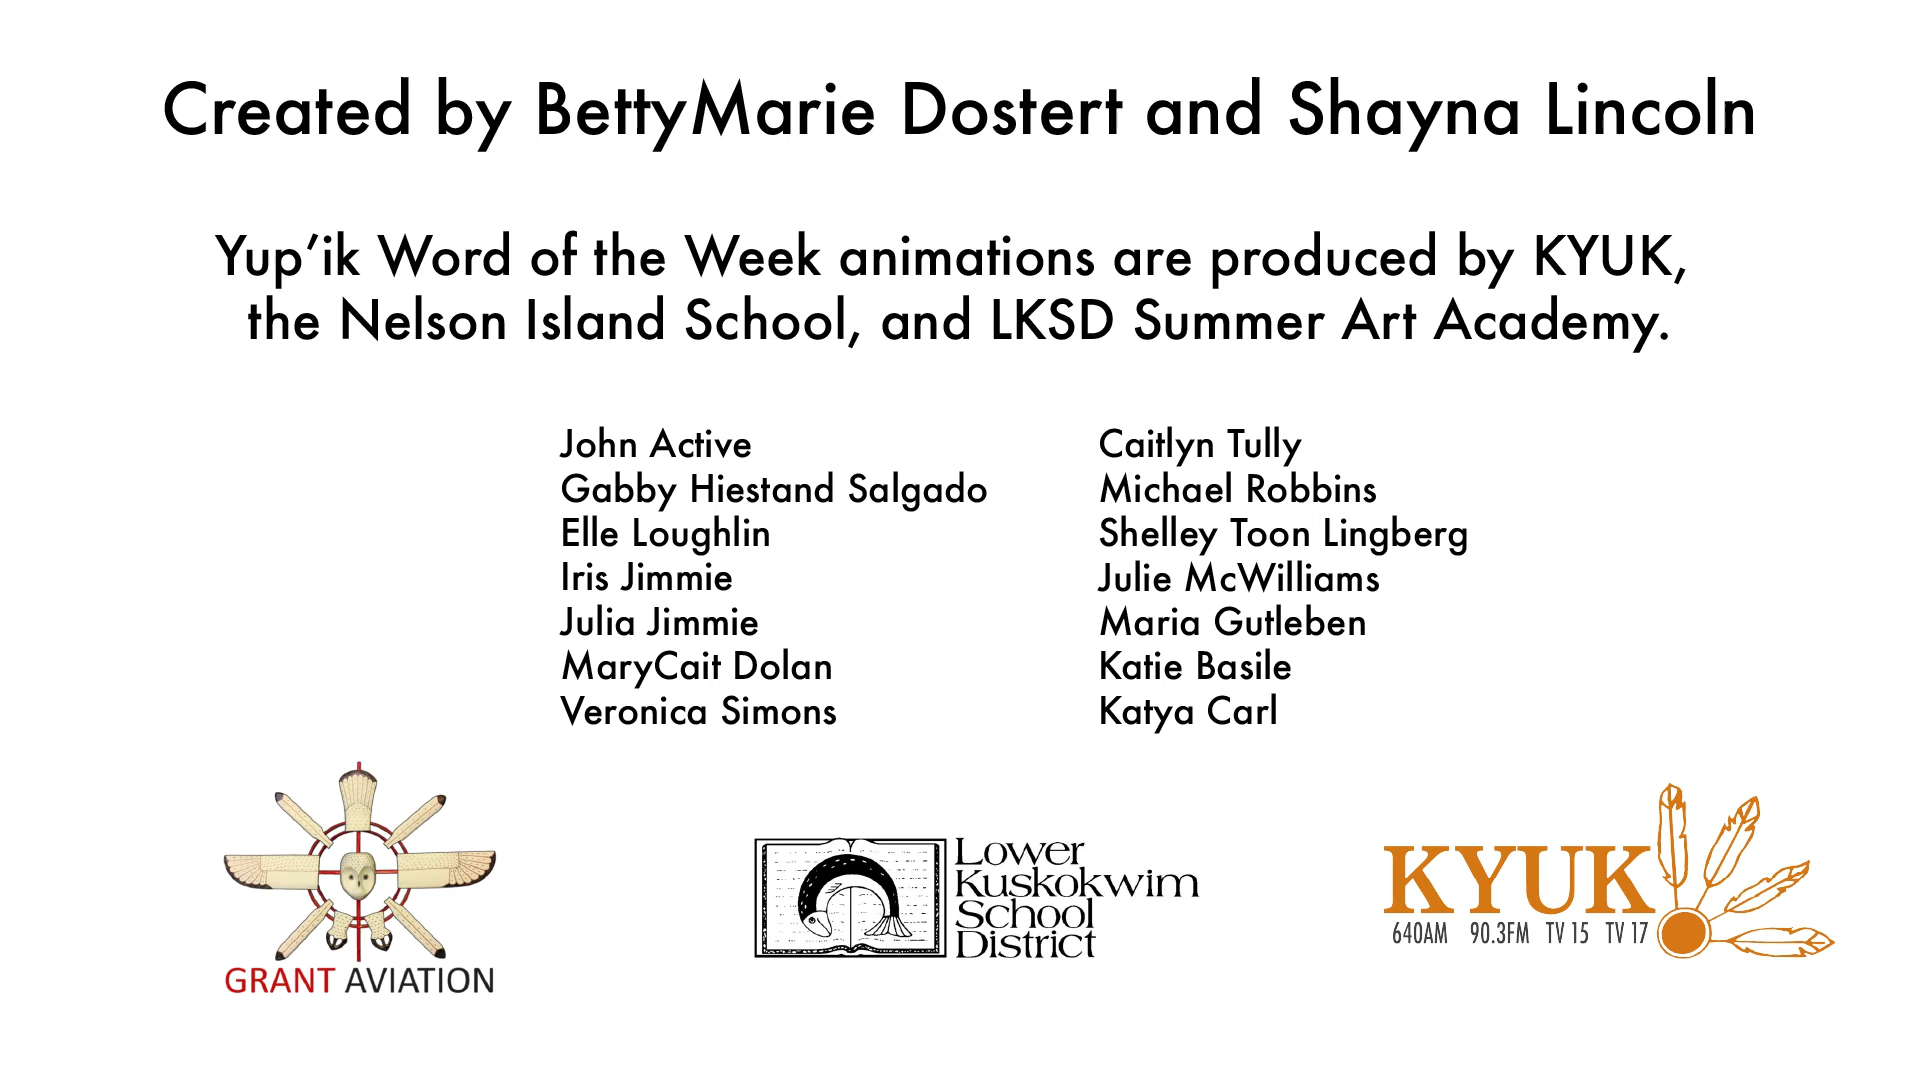 Created by BettyMarie Dostert and Shayna Lincoln
Yup’ik Word of the Week animations are produced by KYUK,
the Nelson Island School, and LKSD Summer Art Academy.
John Active
Gabby Hiestand Salgado
Elle Loughlin
Iris Jimmie
Julia Jimmie
MaryCait Dolan
Veronica Simons
Caitlyn Tully
Michael Robbins
Shelley Toon Lingberg
Julie McWilliams
Maria Gutleben
Katie Basile
Katya Carl
GRANT AVIATION
Lower
Kuskokwim
School
District
KYUK
640AM 90.3FM TV 15 TV 17